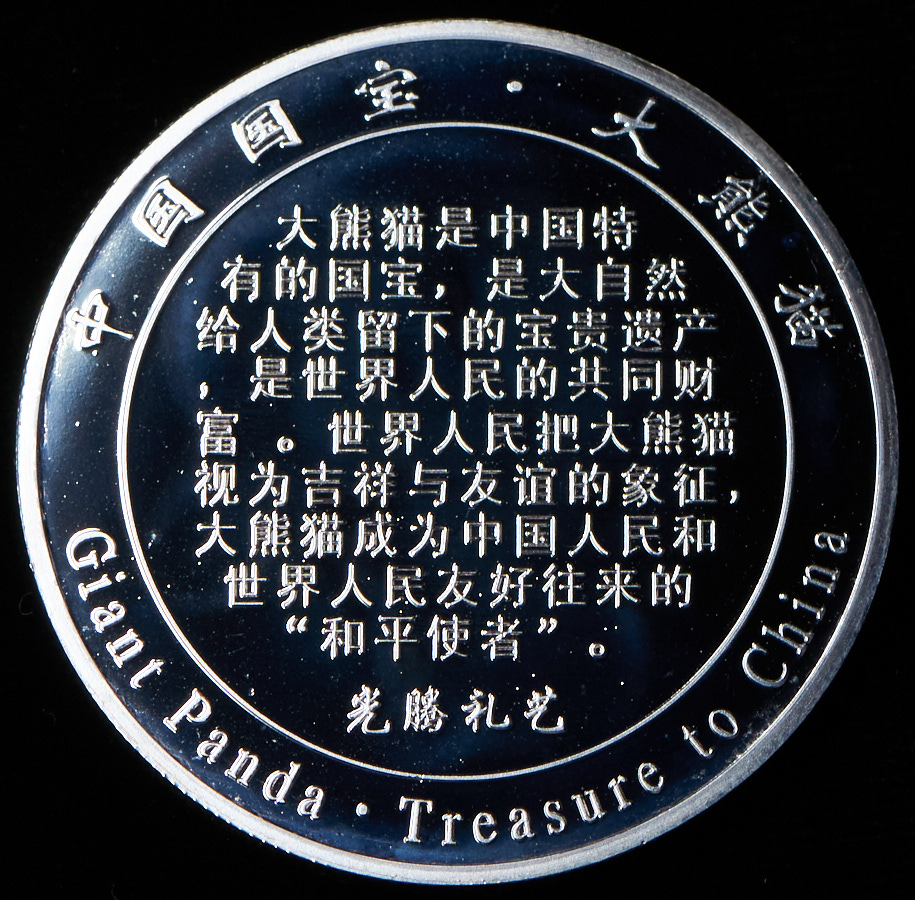 中国国宝·大熊猫
大熊猫是中国特
有的国宝，是大自然
给人类留下的宝贵遗产
，是世界人民的共同财
富。世界人民把大熊猫
视为吉祥与友谊的象征，
大熊猫成为中国人民和
世界人民友好往来的
“和平使者”。
光腾礼艺
Giant Panda·Treasure to China